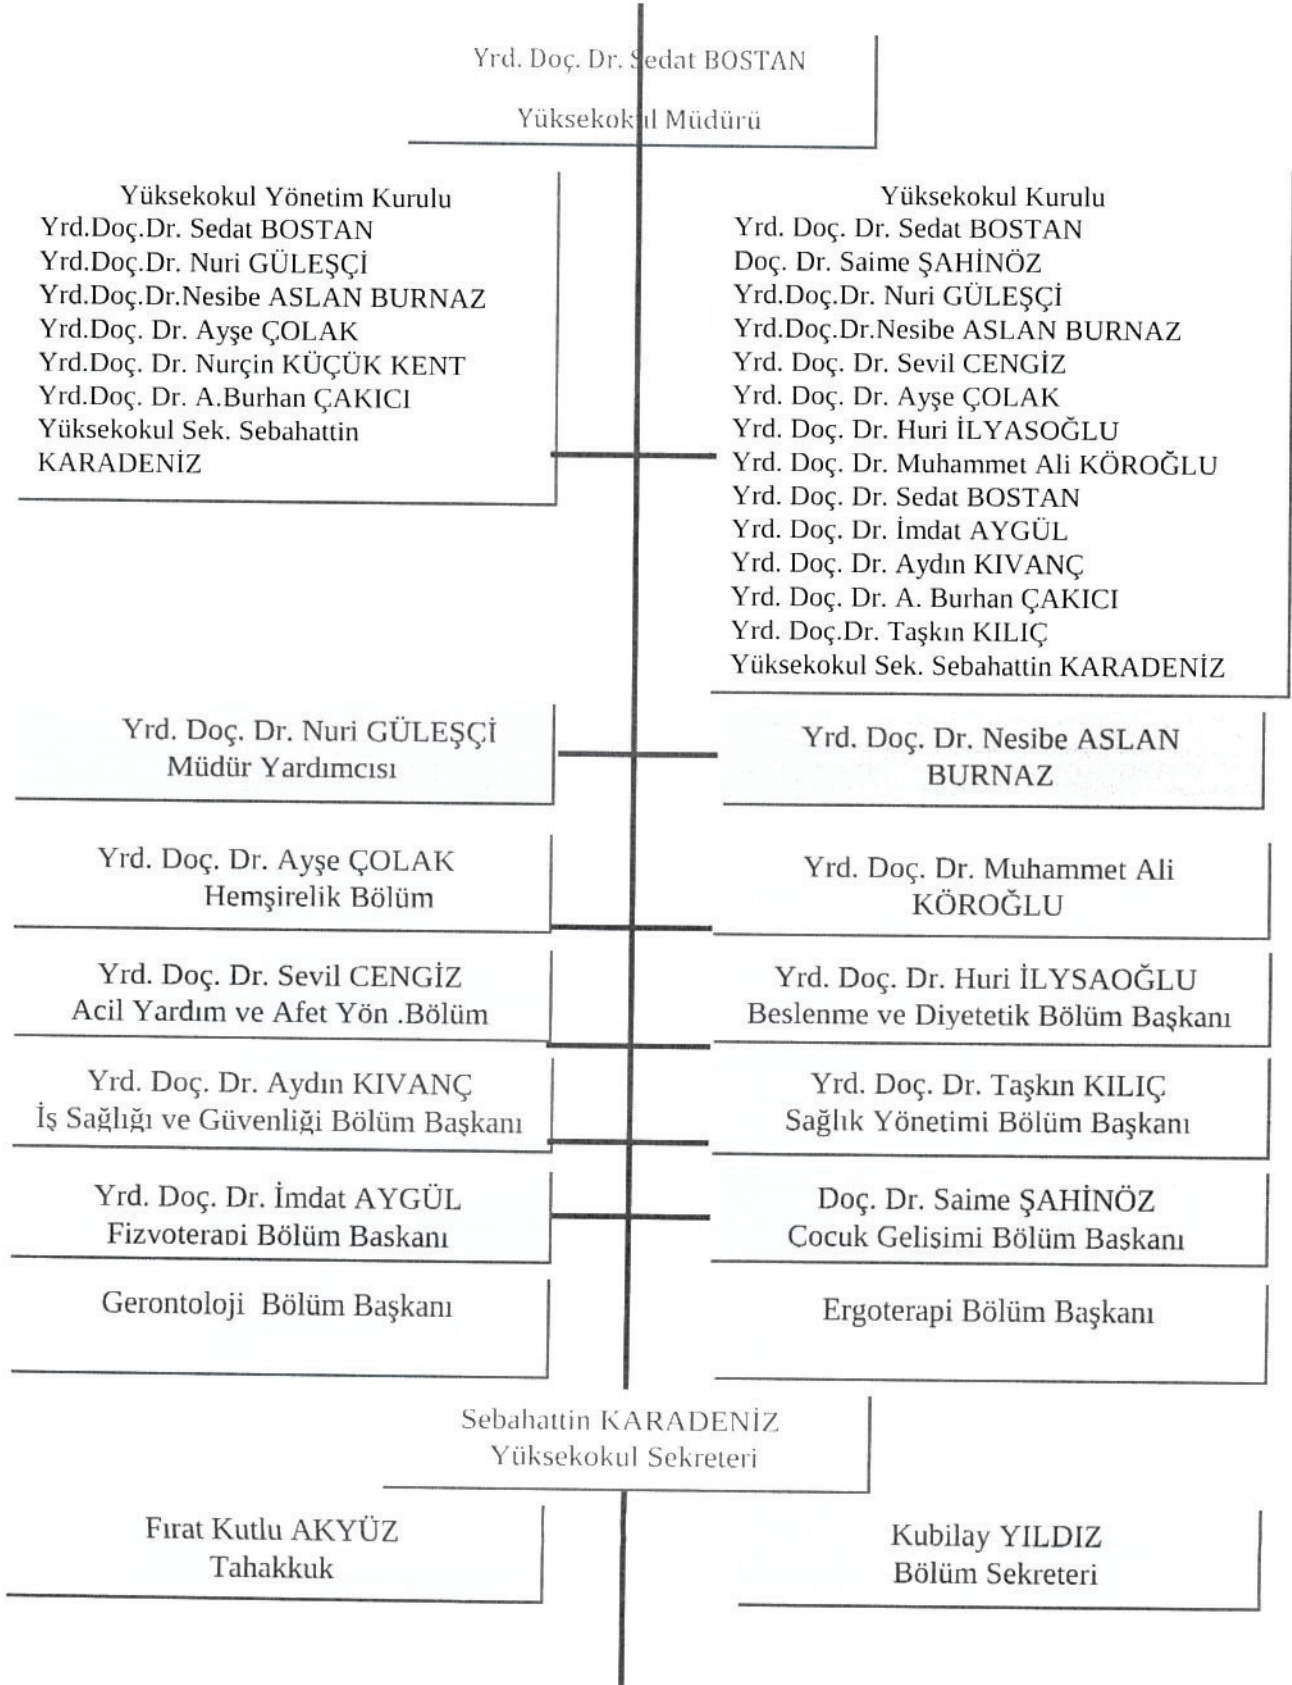 Yrd. Doç. Dr. Sedat BOSTAN
Yüksekokul Müdürü
Yüksekokul Yönetim Kurulu
Yrd.Doç.Dr. Sedat BOSTAN
Yrd.Doç.Dr. Nuri GÜLEŞÇİ
Yrd.Doç.Dr.Nesibe ASLAN BURNAZ
Yrd.Doç. Dr. Ayşe ÇOLAK
Yrd.Doç. Dr. Nurçin KÜÇÜK KENT
Yrd.Doç. Dr. A.Burhan ÇAKICI
Yüksekokul Sek. Sebahattin
KARADENİZ
Yüksekokul Kurulu
Yrd. Doç. Dr. Sedat BOSTAN
Doç. Dr. Saime ŞAHİNÖZ
Yrd.Doç.Dr. Nuri GÜLEŞÇİ
Yrd.Doç.Dr.Nesibe ASLAN BURNAZ
Yrd. Doç. Dr. Sevil CENGİZ
Yrd. Doç. Dr. Ayşe ÇOLAK
Yrd. Doç. Dr. Huri İLYASOĞLU
Yrd. Doç. Dr. Muhammet Ali KÖROĞLU
Yrd. Doç. Dr. Sedat BOSTAN
Yrd. Doç. Dr. İmdat AYGÜL
Yrd. Doç. Dr. Aydın KIVANÇ
Yrd. Doç. Dr. A. Burhan ÇAKICI
Yrd. Doç.Dr. Taşkın KILIÇ
Yüksekokul Sek. Sebahattin KARADENİZ
Yrd. Doç. Dr. Nuri GÜLEŞÇİ
Müdür Yardımcısı
Yrd. Doç. Dr. Nesibe ASLAN
BURNAZ
Yrd. Doç. Dr. Ayşe ÇOLAK
Hemşirelik Bölüm
Yrd. Doç. Dr. Muhammet Ali
KÖROĞLU
Yrd. Doç. Dr. Sevil CENGİZ
Acil Yardım ve Afet Yön .Bölüm
Yrd. Doç. Dr. Huri İLYSAOĞLU
Beslenme ve Diyetetik Bölüm Başkanı
Yrd. Doç. Dr. Aydın KIVANÇ
İş Sağlığı ve Güvenliği Bölüm Başkanı
Yrd. Doç. Dr. Taşkın KILIÇ
Sağlık Yönetimi Bölüm Başkanı
Yrd. Doç. Dr. İmdat AYGÜL
Fizyoterapi Bölüm Başkanı
Doç. Dr. Saime ŞAHİNÖZ
Çocuk Gelişimi Bölüm Başkanı
Gerontoloji Bölüm Başkanı
Ergoterapi Bölüm Başkanı
Sebahattin KARADENİZ
Yüksekokul Sekreteri
Fırat Kutlu AKYÜZ
Tahakkuk
Kubilay YILDIZ
Bölüm Sekreteri